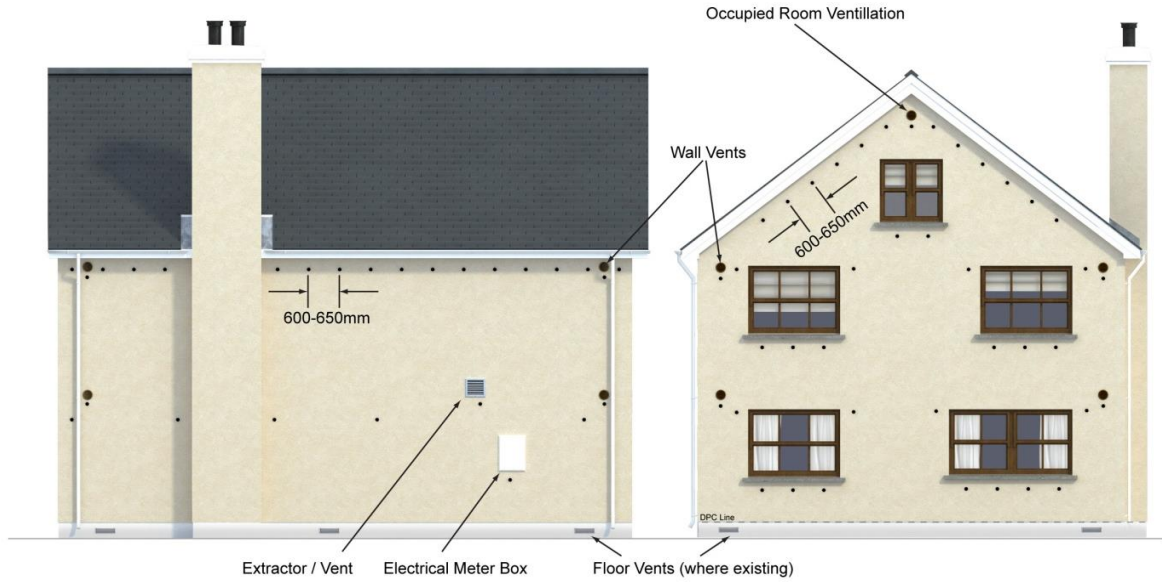 Occupied Room Ventillation
Wall Vents
600-650mm
600-650mm
DPC Line
Extractor / Vent
Electrical Meter Box
Floor Vents (where existing)